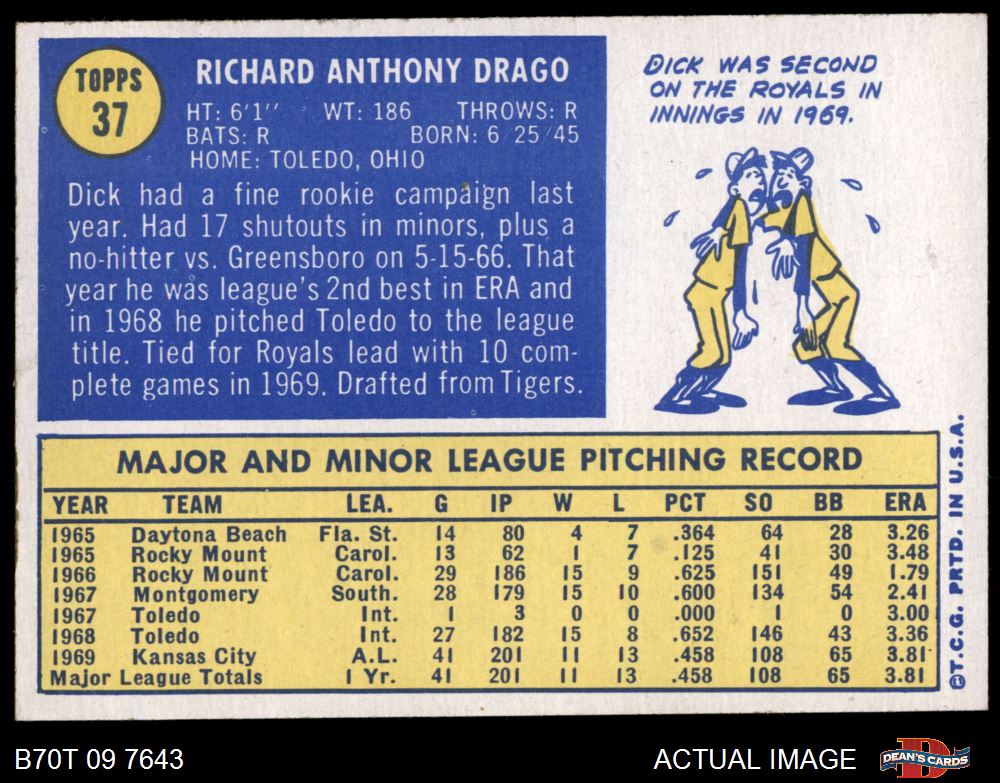 TOPPS
37
RICHARD ANTHONY DRAGO
HT: 6'1'' WT: 186 THROWS: R
BATS: R BORN: 6 25 45
HOME: TOLEDO, OHIO
Dick had a fine rookie campaign last
year. Had 17 shutouts in minors, plus a
no-hitter vs. Greensboro on 5-15-66. That
year he was league's 2nd best in ERA and
in 1968 he pitched Toledo to the league
title. Tied for Royals lead with 10 com-
plete games in 1969. Drafted from Tigers.
DICK WAS SECOND
ON THE ROYALS IN
INNINGS IN 1969.
MAJOR AND MINOR LEAGUE PITCHING RECORD
YEAR TEAM LEA. G IP W L PCT SO BB ERA
1965 Daytona Beach Fla. St. 14 80 4 7 .364 64 28 3.26
1965 Rocky Mount Carol. 13 62 1 7 .125 41 30 3.48
1966 Rocky Mount Carol. 29 186 15 9 .625 151 49 1.79
1967 Montgomery South. 28 179 15 10 .600 134 54 2.41
1967 Toledo Int. 1 3 0 0 .000 1 0 3.00
1968 Toledo Int. 27 182 15 8 .652 146 43 3.36
1969 Kansas City A.L. 41 201 11 13 .458 108 65 3.81
Major League Totals 1 Yr. 41 201 11 13 .458 108 65 3.81
©T.C.G. PRTD. IN U.S.A.
B70T 09 7643
ACTUAL IMAGE
DEAN'S CARDS